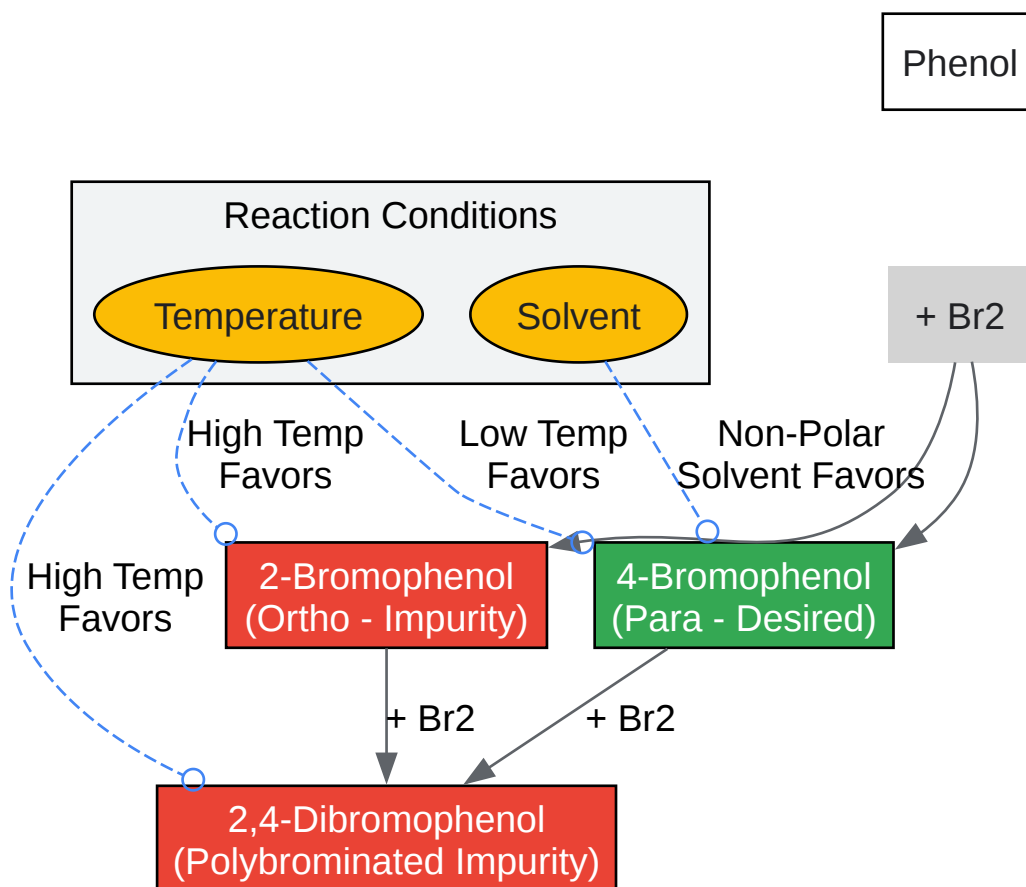 Phenol
Reaction Conditions
Temperature
Solvent
+ Br2
High Temp
Favors
Low Temp
Favors
Non-Polar
Solvent Favors
High Temp
Favors
2-Bromophenol
(Ortho - Impurity)
4-Bromophenol
(Para - Desired)
+ Br2
+ Br2
2,4-Dibromophenol
(Polybrominated Impurity)